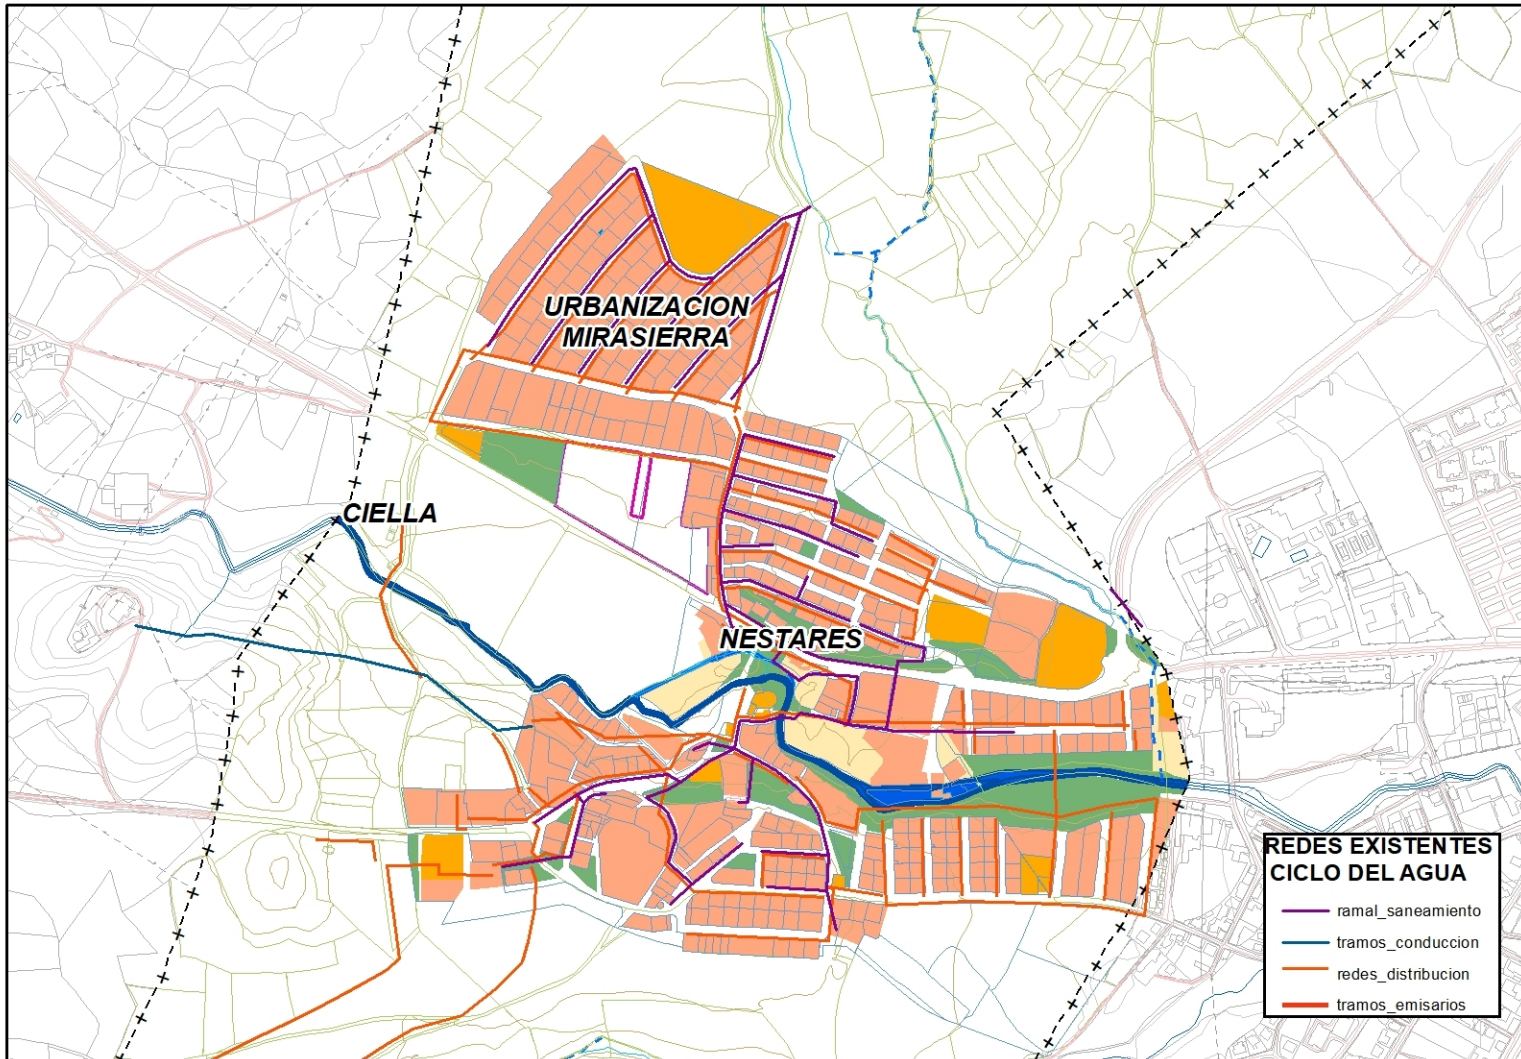 URBANIZACION
MIRASIERRA
CIELLA
NESTARES
REDES EXISTENTES
CICLO DEL AGUA
ramal_saneamiento
tramos_conduccion
redes_distribucion
tramos_emisarios